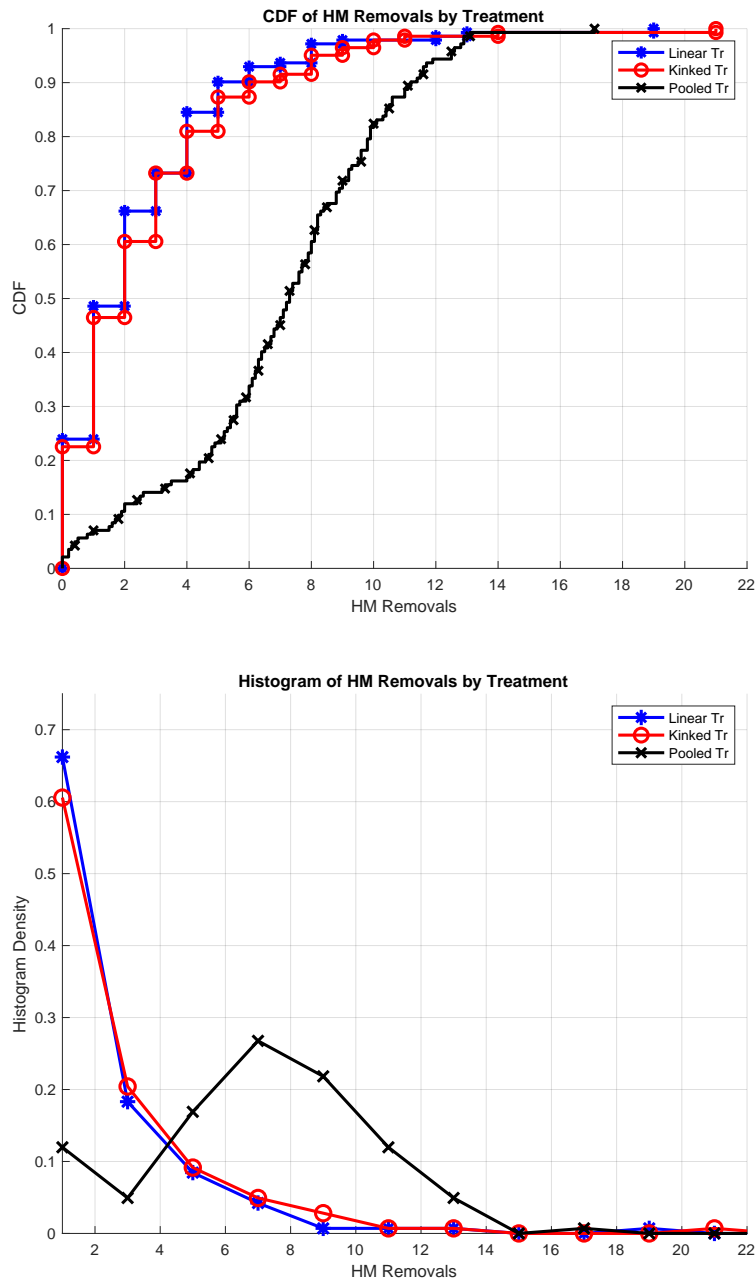 CDF of HM Removals by Treatment
1
0.9
0.8
0.7
0.6
0.5
0.4
0.3
0.2
0.1
0
CDF
Linear Tr
Kinked Tr
Pooled Tr
0 2 4 6 8 10 12 14 16 18 20 22
HM Removals
Histogram of HM Removals by Treatment
0.7
0.6
0.5
0.4
0.3
0.2
0.1
0
Histogram Density
Linear Tr
Kinked Tr
Pooled Tr
2 4 6 8 10 12 14 16 18 20 22
HM Removals